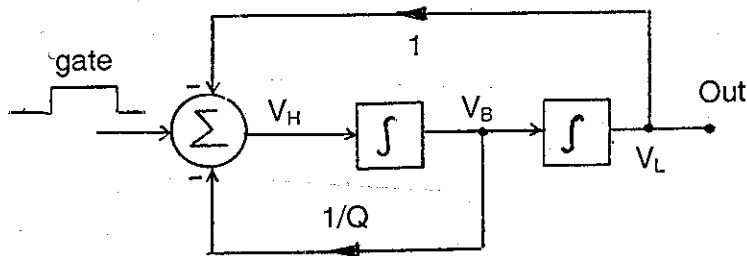 1
gate
-
Σ
V_H
∫
V_B
∫
Out
V_L
-
1/Q